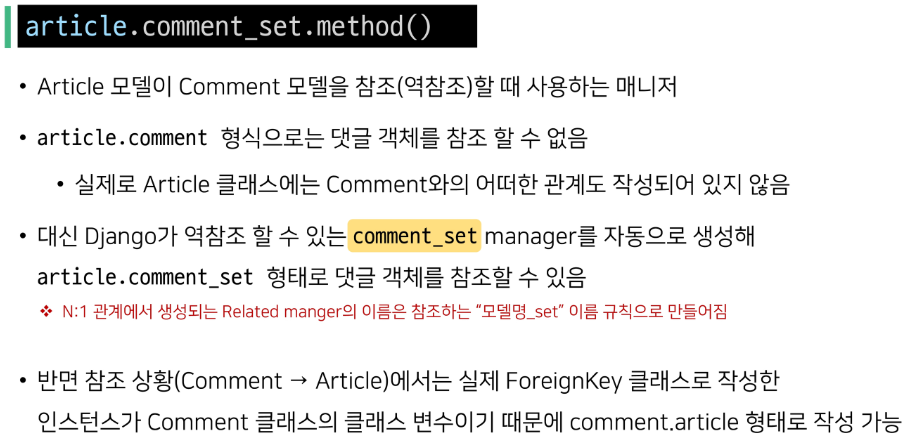 article.comment_set.method()
• Article 모델이 Comment 모델을 참조(역참조)할 때 사용하는 매니저
• article.comment 형식으로는 댓글 객체를 참조 할 수 없음
• 실제로 Article 클래스에는 Comment와의 어떠한 관계도 작성되어 있지 않음
• 대신 Django가 역참조 할 수 있는 comment_set manager를 자동으로 생성해
article.comment_set 형태로 댓글 객체를 참조할 수 있음
❖ N:1 관계에서 생성되는 Related manger의 이름은 참조하는 “모델명_set” 이름 규칙으로 만들어짐
• 반면 참조 상황(Comment → Article)에서는 실제 ForeignKey 클래스로 작성한
인스턴스가 Comment 클래스의 클래스 변수이기 때문에 comment.article 형태로 작성 가능